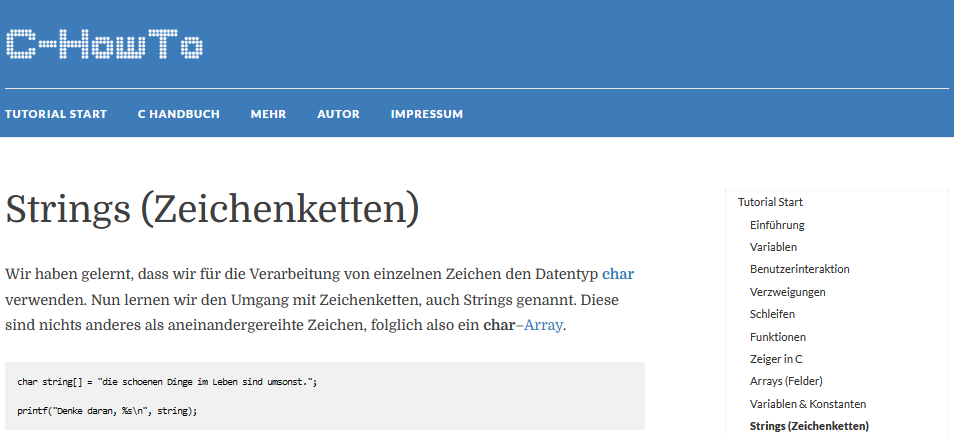 C-HowTo
TUTORIAL START C HANDBUCH MEHR AUTOR IMPRESSUM
Strings (Zeichenketten)
Wir haben gelernt, dass wir für die Verarbeitung von einzelnen Zeichen den Datentyp char
verwenden. Nun lernen wir den Umgang mit Zeichenketten, auch Strings genannt. Diese
sind nichts anderes als aneinandergereihte Zeichen, folglich also ein char–Array.
char string[] = "die schoenen Dinge im Leben sind umsonst.";
printf("Denke daran, %s\n", string);
Tutorial Start
Einführung
Variablen
Benutzerinteraktion
Verzweigungen
Schleifen
Funktionen
Zeiger in C
Arrays (Felder)
Variablen & Konstanten
Strings (Zeichenketten)